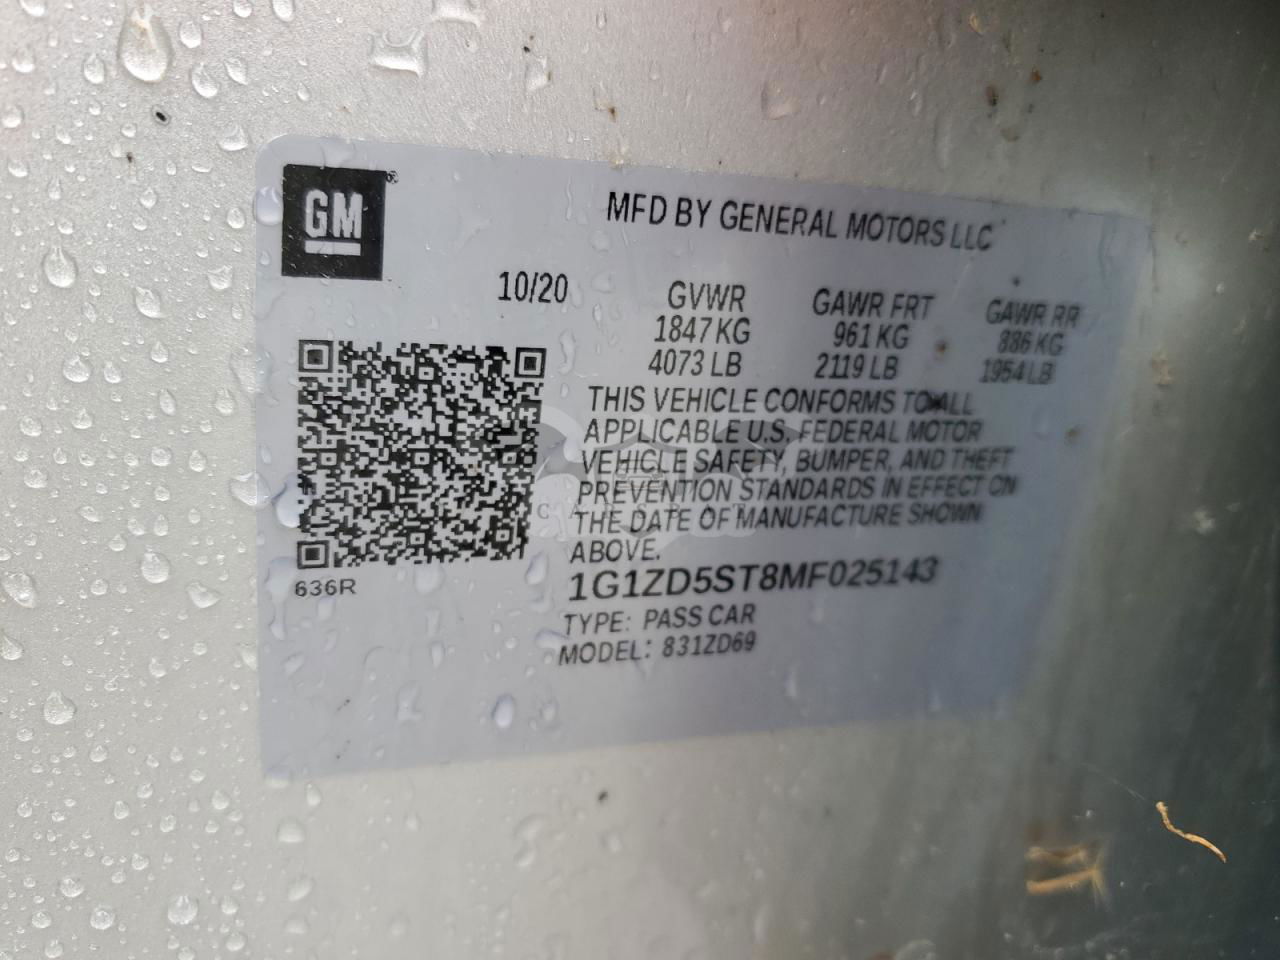 GM®
MFD BY GENERAL MOTORS LLC
10/20
GVWR GAWR FRT GAWR RR
1847 KG 961 KG 886 KG
4073 LB 2119 LB 1954 LB
THIS VEHICLE CONFORMS TO ALL
APPLICABLE U.S. FEDERAL MOTOR
VEHICLE SAFETY, BUMPER, AND THEFT
PREVENTION STANDARDS IN EFFECT ON
THE DATE OF MANUFACTURE SHOWN
ABOVE.
1G1ZD5ST8MF025143
TYPE: PASS CAR
MODEL: 831ZD69
636R